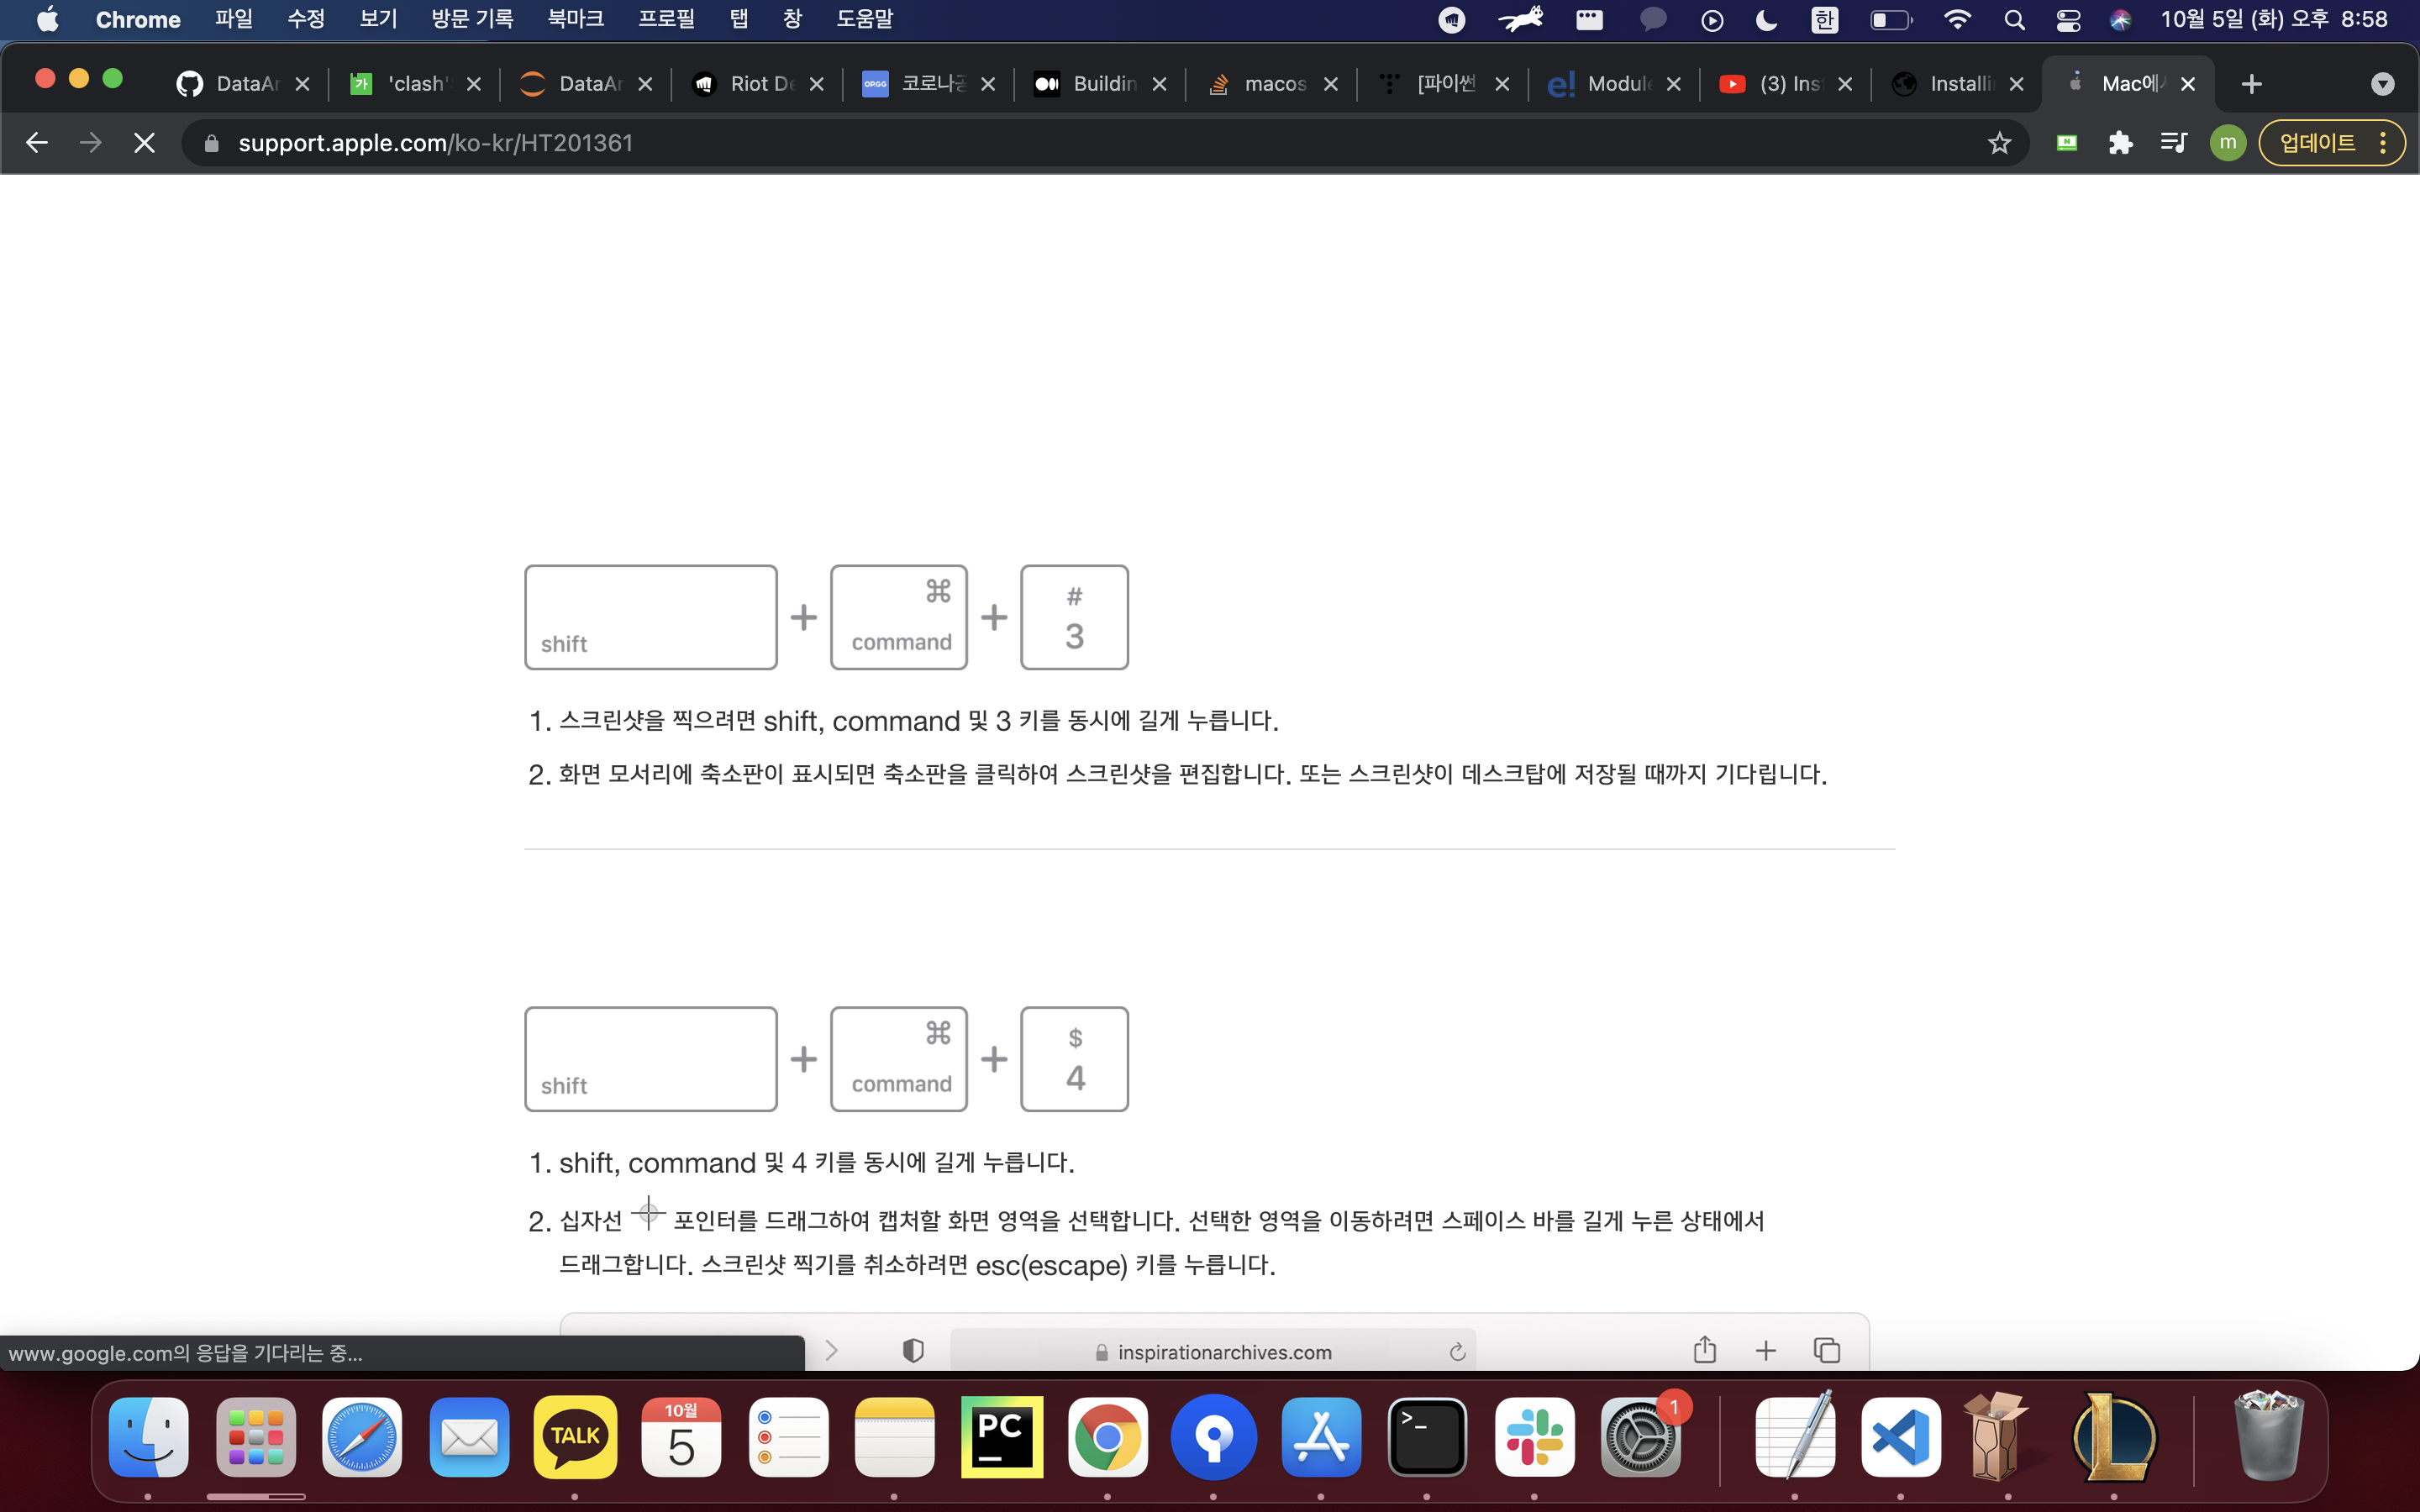 Chrome 파일 수정 보기 방문 기록 북마크 프로필 탭 창 도움말 한 10월 5일 (화) 오후 8:58
DataAr 가 'clash' DataAr Riot De OP.GG 코로나공 Buildin macos [파이썬 e! Module (3) Ins Installi Mac에서
support.apple.com/ko-kr/HT201361 N m 업데이트
shift + ⌘ command + # 3
1. 스크린샷을 찍으려면 shift, command 및 3 키를 동시에 길게 누릅니다.
2. 화면 모서리에 축소판이 표시되면 축소판을 클릭하여 스크린샷을 편집합니다. 또는 스크린샷이 데스크탑에 저장될 때까지 기다립니다.
shift + ⌘ command + $ 4
1. shift, command 및 4 키를 동시에 길게 누릅니다.
2. 십자선 포인터를 드래그하여 캡처할 화면 영역을 선택합니다. 선택한 영역을 이동하려면 스페이스 바를 길게 누른 상태에서
드래그합니다. 스크린샷 찍기를 취소하려면 esc(escape) 키를 누릅니다.
www.google.com의 응답을 기다리는 중... inspirationarchives.com
TALK 10월 5 PC >_ 1